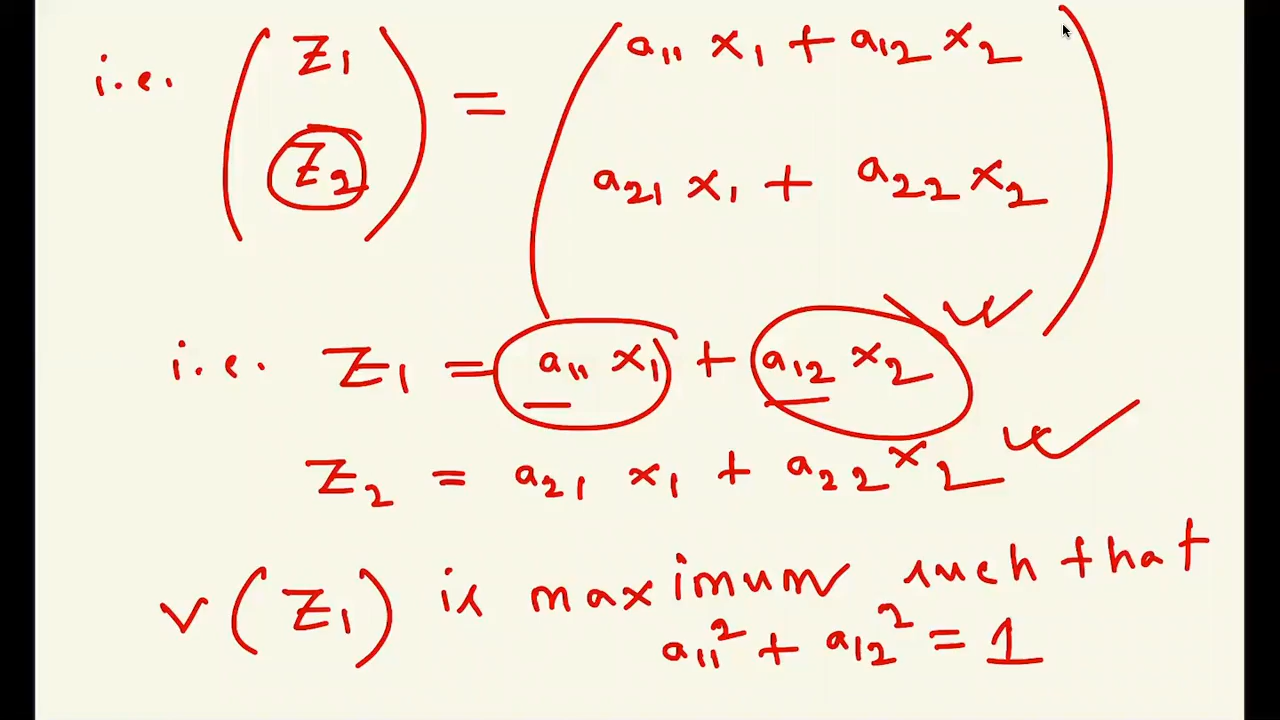 i.e. (Z₁ Z₂) = (a₁₁ x₁ + a₁₂ x₂
a₂₁ x₁ + a₂₂ x₂)
i.e. Z₁ = a₁₁ x₁ + a₁₂ x₂
Z₂ = a₂₁ x₁ + a₂₂ x₂
V(Z₁) is maximum such that
a₁₁² + a₁₂² = 1